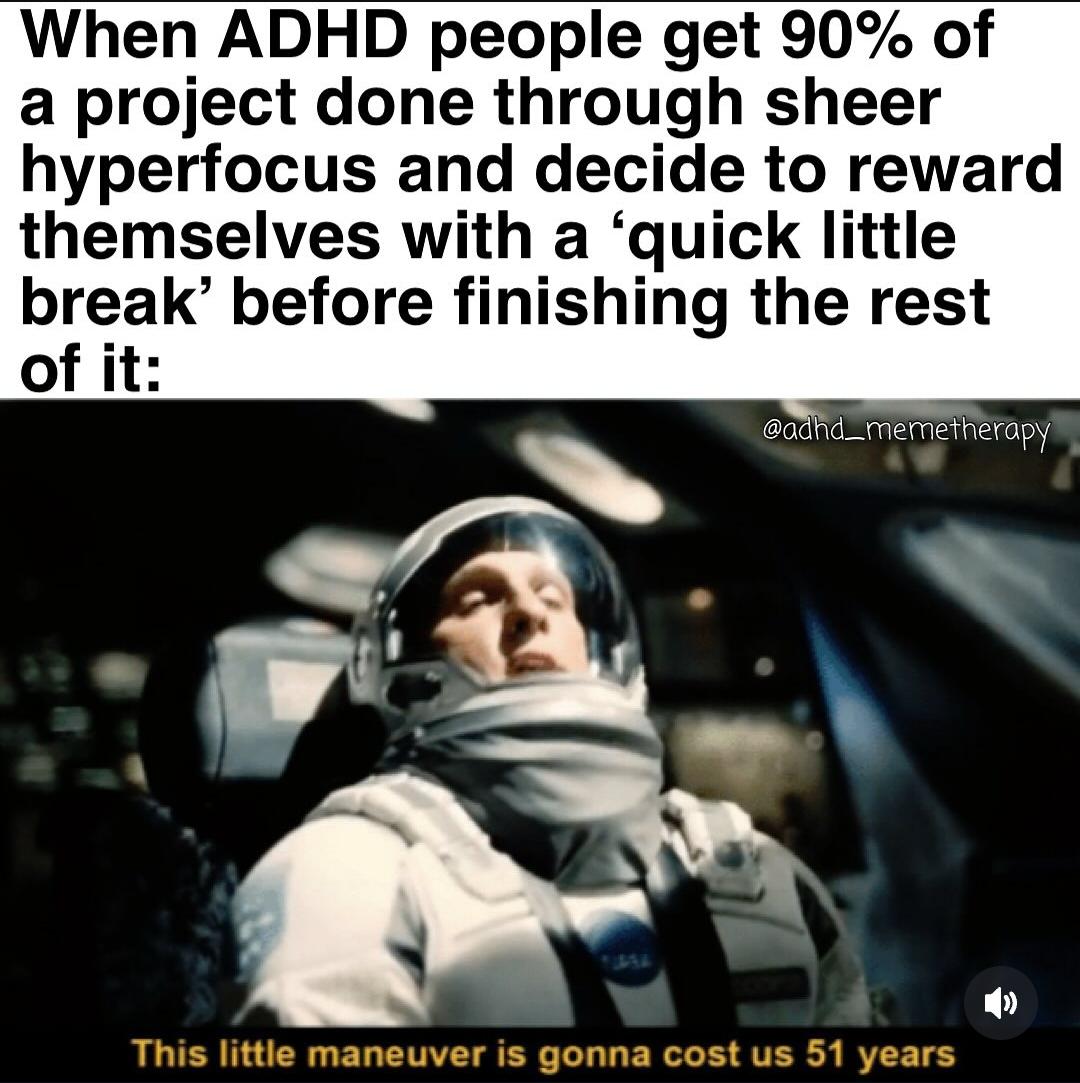 When ADHD people get 90% of
a project done through sheer
hyperfocus and decide to reward
themselves with a ‘quick little
break’ before finishing the rest
of it:
@adhd_memetherapy
This little maneuver is gonna cost us 51 years